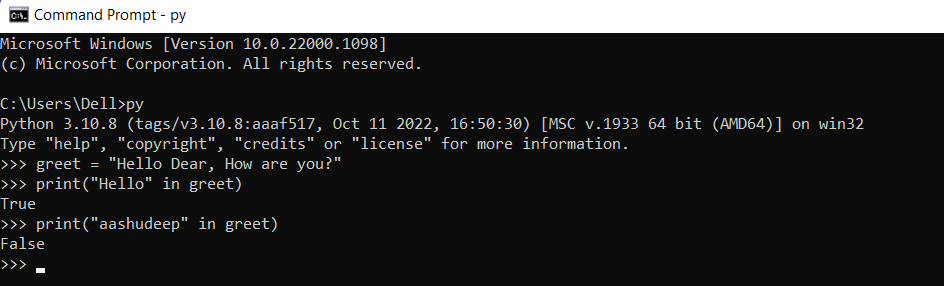 Command Prompt - py
Microsoft Windows [Version 10.0.22000.1098]
(c) Microsoft Corporation. All rights reserved.
C:\Users\Dell>py
Python 3.10.8 (tags/v3.10.8:aaaf517, Oct 11 2022, 16:50:30) [MSC v.1933 64 bit (AMD64)] on win32
Type "help", "copyright", "credits" or "license" for more information.
>>> greet = "Hello Dear, How are you?"
>>> print("Hello" in greet)
True
>>> print("aashudeep" in greet)
False
>>>